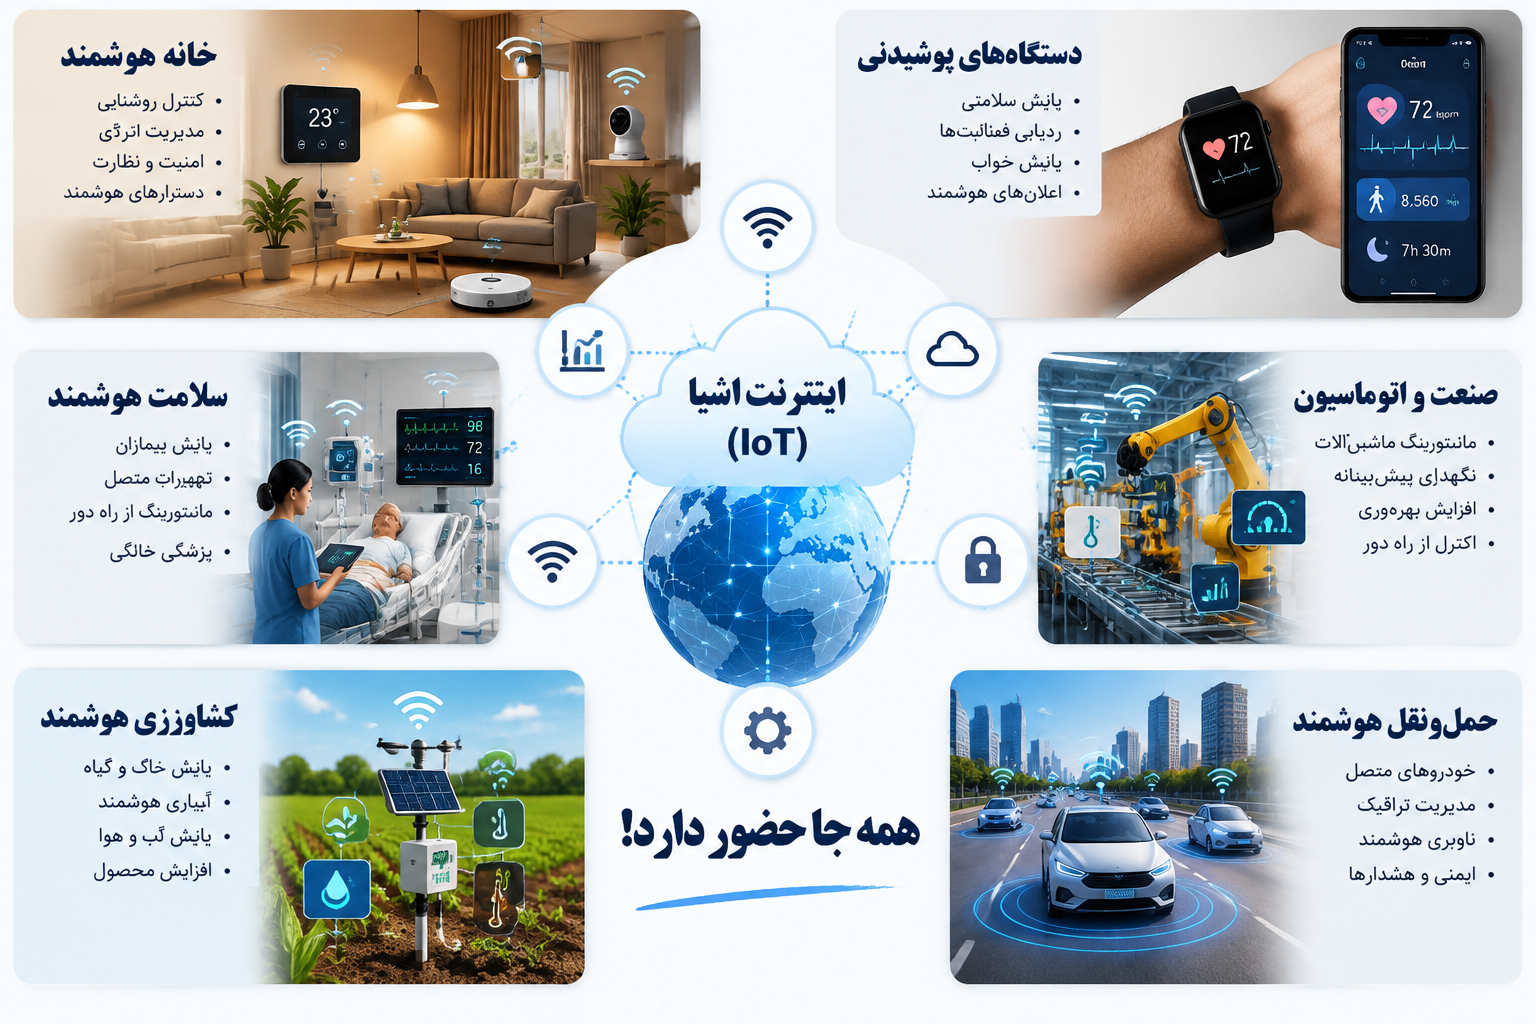 خانه هوشمند
کنترل روشنایی
مدیریت انرژی
امنیت و نظارت
دسترارهای هوشمند
23°
دستگاه‌های پوشیدنی
پایش سلامتی
ردیابی فعالیت‌ها
پایش خواب
اعلان‌های هوشمند
72
72
8,560
7h 30m
اینترنت اشیا
(IoT)
سلامت هوشمند
پایش بیماران
تجهیزات متصل
مانیتورینگ از راه دور
پزشگی خانگی
98
72
16
صنعت و اتوماسیون
مانیتورینگ ماشین‌آلات
نگهداری پیش‌بینانه
افزایش بهره‌وری
اکترل از راه دور
کشاورزی هوشمند
پایش خاک و گیاه
آبیاری هوشمند
پایش آب و هوا
افزایش محصول
حمل‌ونقل هوشمند
خودروهای متصل
مدیریت ترافیک
ناوبری هوشمند
ایمنی و هشدارها
همه جا حضور دارد!